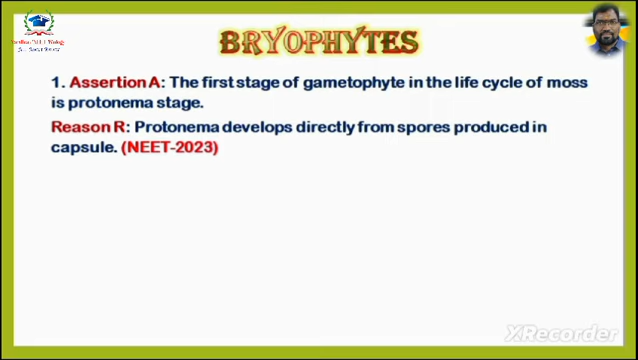 BRYOPHYTES
1. Assertion A: The first stage of gametophyte in the life cycle of moss
is protonema stage.
Reason R: Protonema develops directly from spores produced in
capsule. (NEET-2023)
XRecorder